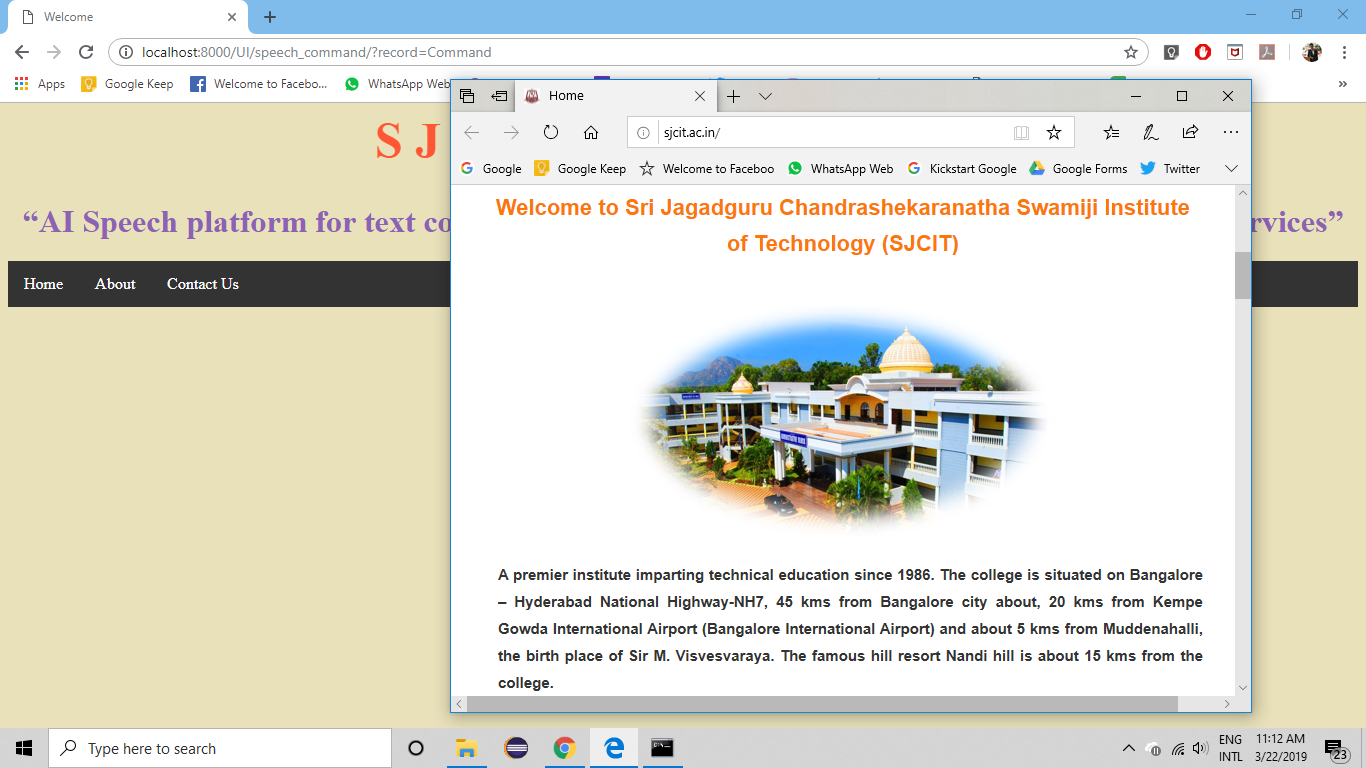 Welcome
localhost:8000/UI/speech_command/?record=Command
Apps Google Keep Welcome to Faceboo... WhatsApp Web »
S J
“AI Speech platform for text co
rvices”
Home About Contact Us
Home
sjcit.ac.in/
Google Google Keep Welcome to Faceboo WhatsApp Web Kickstart Google Google Forms Twitter
Welcome to Sri Jagadguru Chandrashekaranatha Swamiji Institute
of Technology (SJCIT)
A premier institute imparting technical education since 1986. The college is situated on Bangalore
– Hyderabad National Highway-NH7, 45 kms from Bangalore city about, 20 kms from Kempe
Gowda International Airport (Bangalore International Airport) and about 5 kms from Muddenahalli,
the birth place of Sir M. Visvesvaraya. The famous hill resort Nandi hill is about 15 kms from the
college.
Type here to search
ENG
INTL
11:12 AM
3/22/2019
23